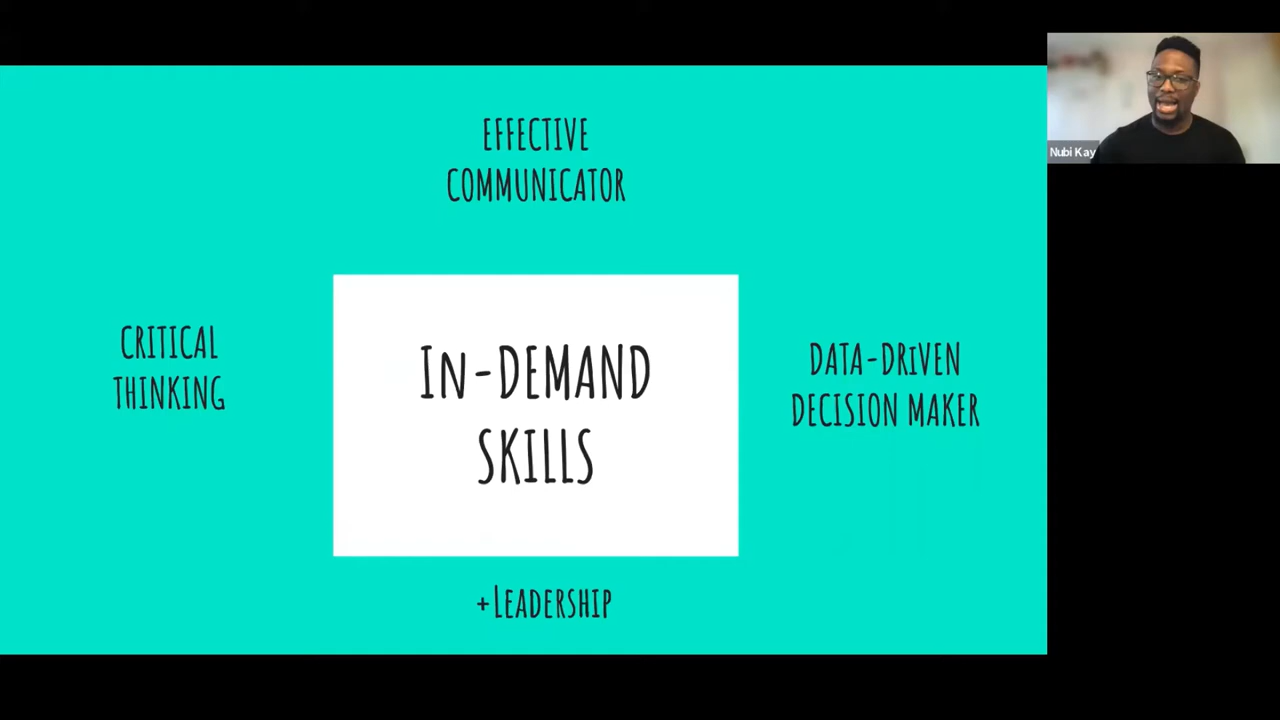 EFFECTIVE
COMMUNICATOR
Nubi Kay
CRITICAL
THINKING
In-DEMAND
SKILLS
DATA-DRiVEN
DECISION MAKER
+Leadership